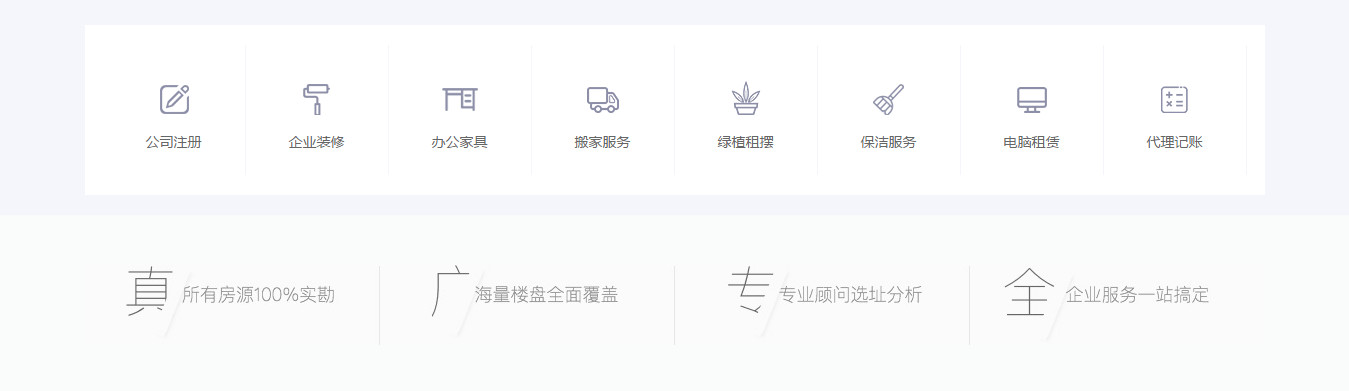 公司注册 企业装修 办公家具 搬家服务 绿植租摆 保洁服务 电脑租赁 代理记账
真 所有房源100%实勘 广 海量楼盘全面覆盖 专 专业顾问选址分析 全 企业服务一站搞定